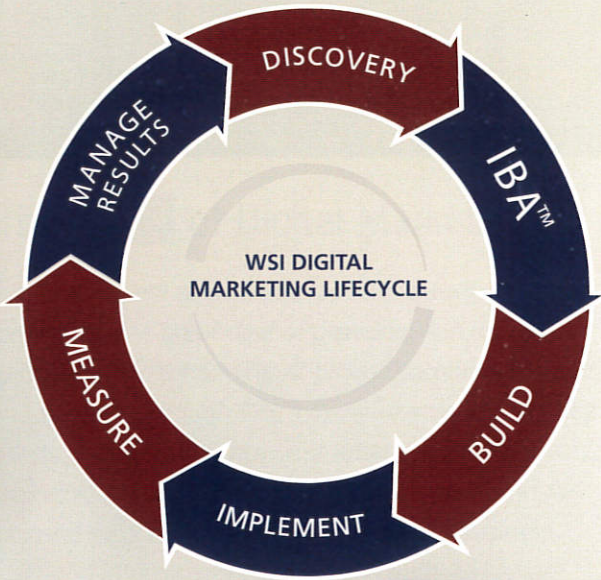 DISCOVERY
IBA™
BUILD
IMPLEMENT
MEASURE
MANAGE
RESULTS
WSI DIGITAL
MARKETING LIFECYCLE